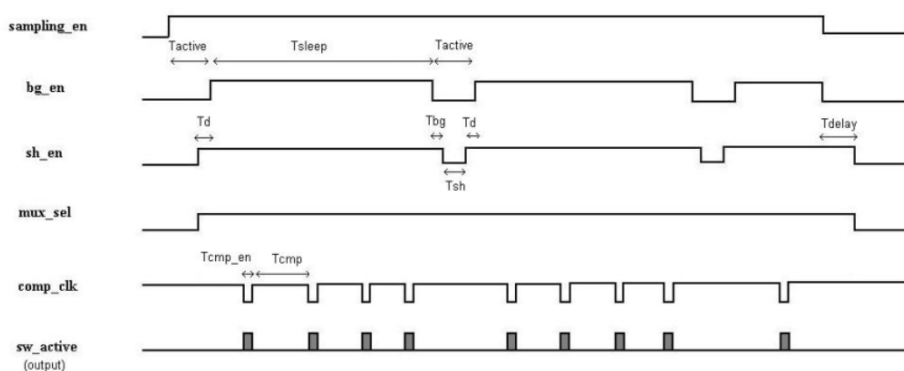 sampling_en
Tactive Tsleep Tactive
bg_en
Td Tbg Td Tdelay
sh_en
Tsh
mux_sel
Tcmp_en Tcmp
comp_clk
sw_active
(output)